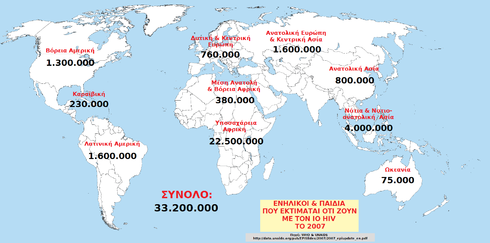 Βόρεια Αμερική
1.300.000
Καραϊβική
230.000
Λατινική Αμερική
1.600.000
Δυτική & Κεντρική
Ευρώπη
760.000
Ανατολική Ευρώπη
& Κεντρική Ασία
1.600.000
Μέση Ανατολή
& Βόρεια Αφρική
380.000
Υποσαχάρεια
Αφρική
22.500.000
Ανατολική Ασία
800.000
Νότια & Νοτιο-
ανατολική Ασία
4.000.000
Ωκεανία
75.000
ΣΥΝΟΛΟ:
33.200.000
ΕΝΗΛΙΚΟΙ & ΠΑΙΔΙΑ
ΠΟΥ ΕΚΤΙΜΑΤΑΙ ΟΤΙ ΖΟΥΝ
ΜΕ ΤΟΝ ΙΟ HIV
ΤΟ 2007